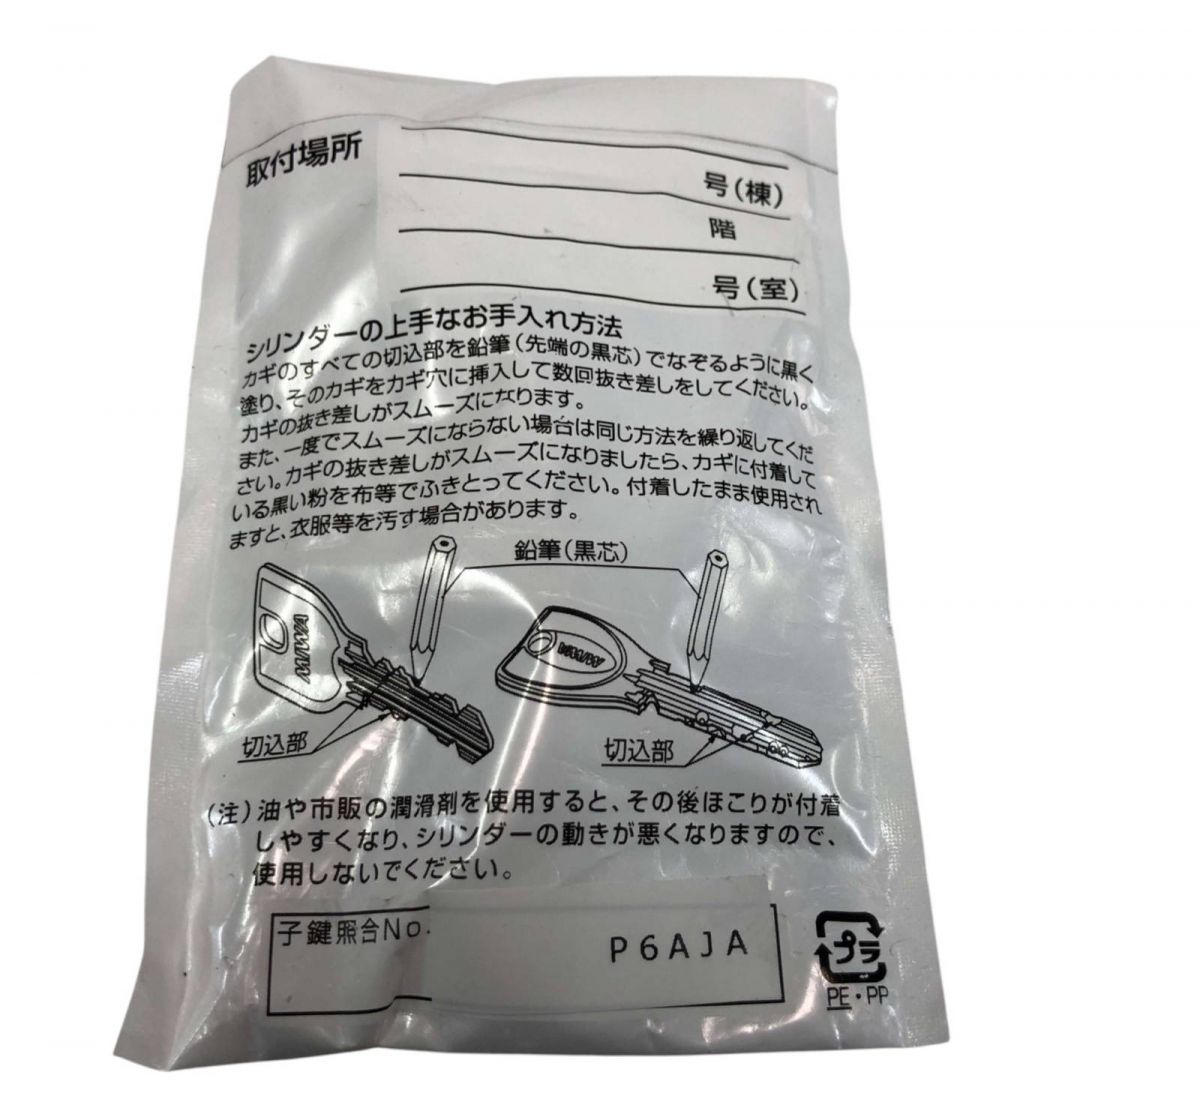 取付場所
号(棟)
階
号(室)
シリンダーの上手なお手入れ方法
カギのすべての切込部を鉛筆(先端の黒芯)でなぞるように黒く
塗り、そのカギをカギ穴に挿入して数回抜き差しをしてください。
カギの抜き差しがスムーズになります。
また、一度でスムーズにならない場合は同じ方法を繰り返してくだ
さい。カギの抜き差しがスムーズになりましたら、カギに付着して
いる黒い粉を布等でふきとってください。付着したまま使用され
ますと、衣服等を汚す場合があります。
鉛筆(黒芯)
MIWA
MIWA
切込部
切込部
(注)油や市販の潤滑剤を使用すると、その後ほこりが付着
しやすくなり、シリンダーの動きが悪くなりますので、
使用しないでください。
子鍵照合No.
P6AJA
プラ
PE・PP